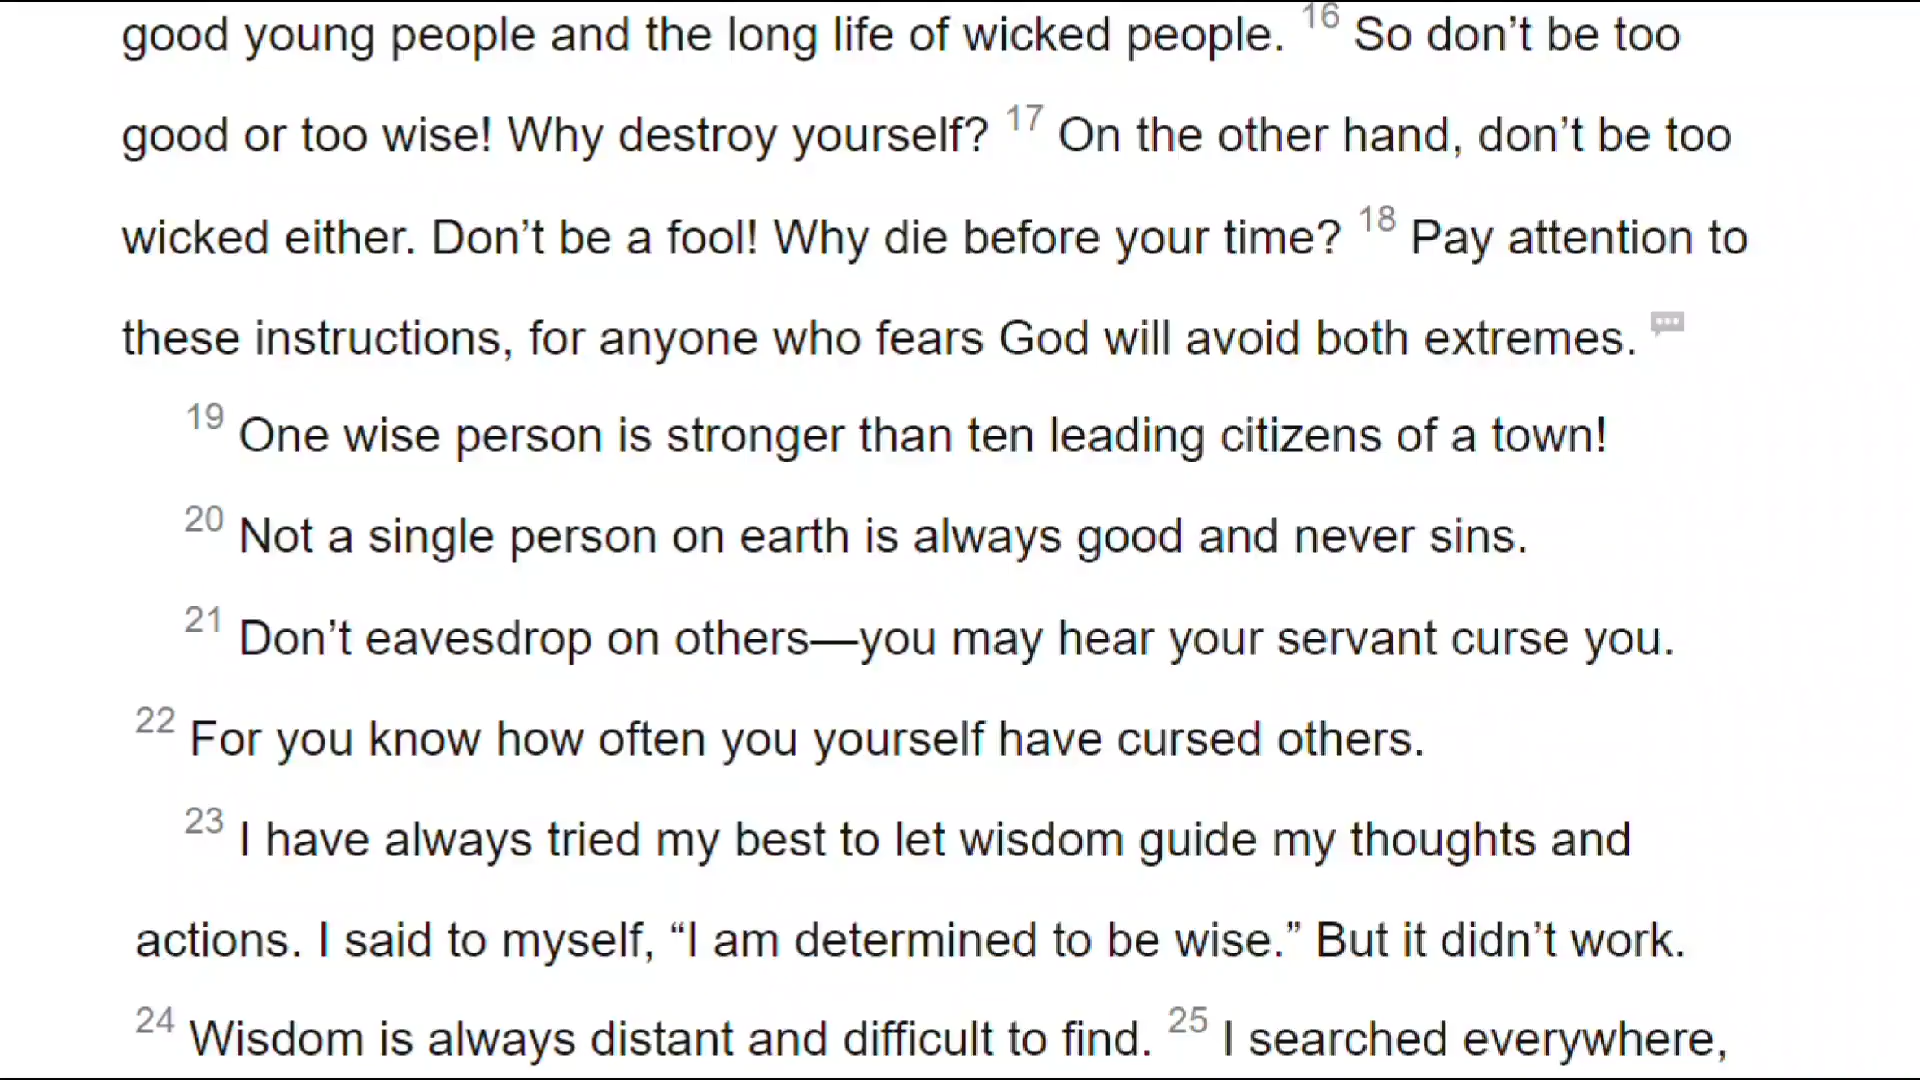 good young people and the long life of wicked people. 16 So don’t be too
good or too wise! Why destroy yourself? 17 On the other hand, don’t be too
wicked either. Don’t be a fool! Why die before your time? 18 Pay attention to
these instructions, for anyone who fears God will avoid both extremes.
19 One wise person is stronger than ten leading citizens of a town!
20 Not a single person on earth is always good and never sins.
21 Don’t eavesdrop on others—you may hear your servant curse you.
22 For you know how often you yourself have cursed others.
23 I have always tried my best to let wisdom guide my thoughts and
actions. I said to myself, “I am determined to be wise.” But it didn’t work.
24 Wisdom is always distant and difficult to find. 25 I searched everywhere,